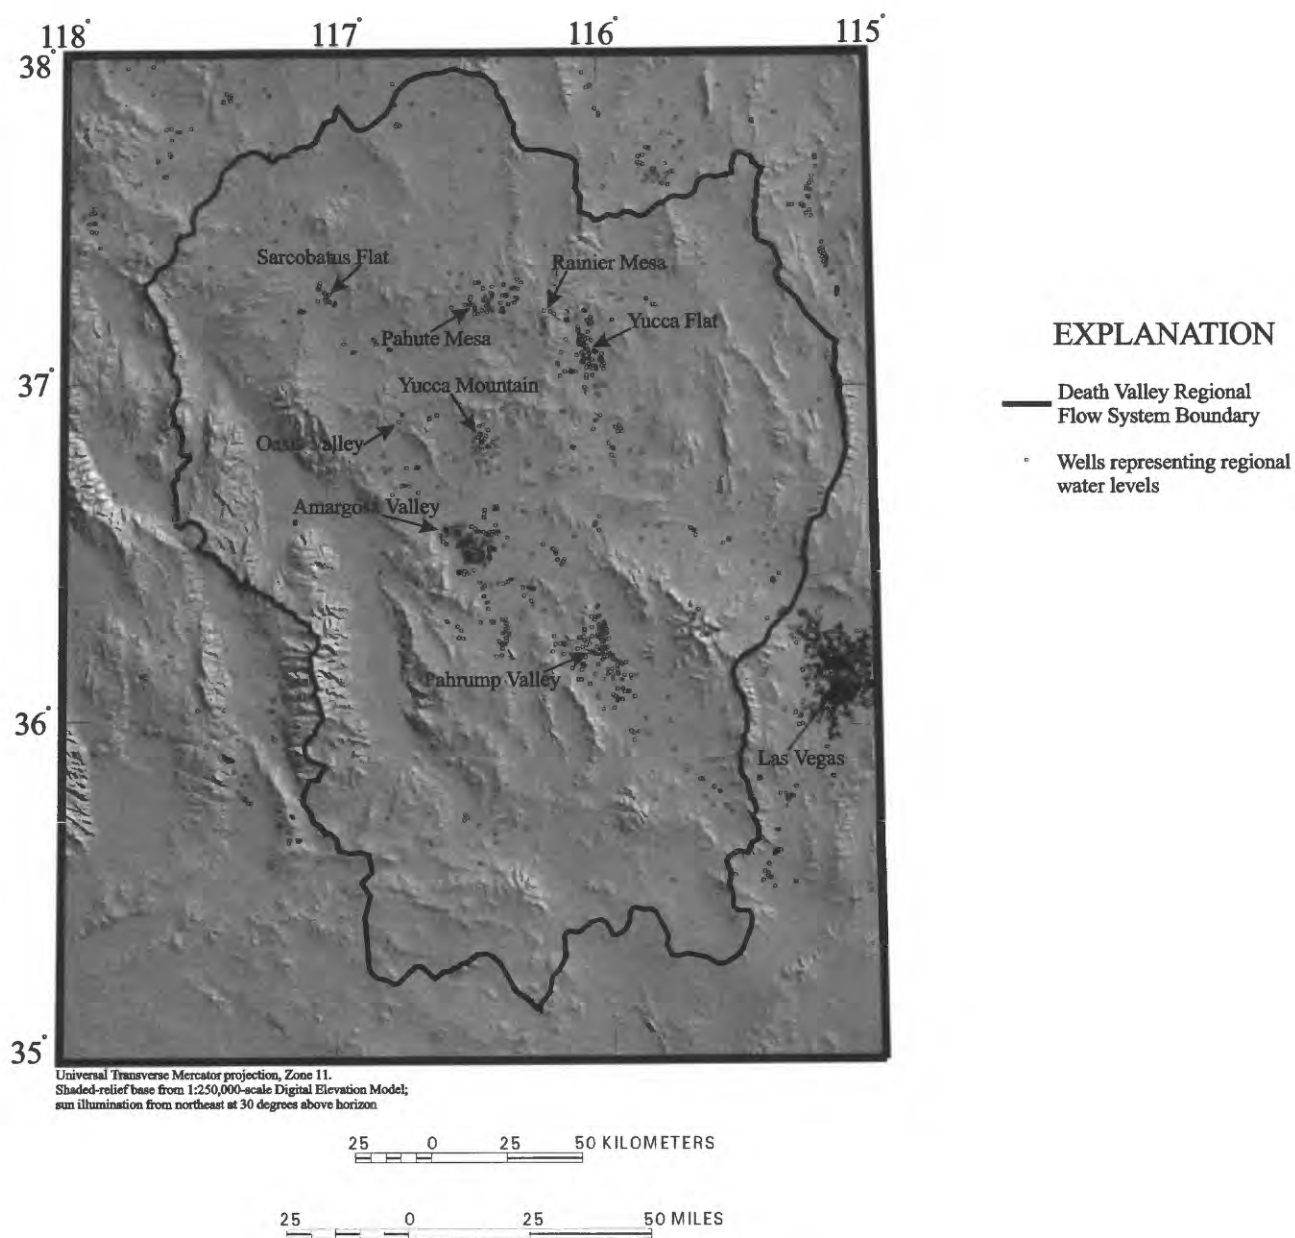 118° 117° 116° 115°
38°
Sarcobatus Flat
Rainier Mesa
Pahute Mesa
Yucca Flat
37°
Yucca Mountain
Oasis Valley
Amargosa Valley
Pahrump Valley
36°
Las Vegas
35°
EXPLANATION
Death Valley Regional
Flow System Boundary
Wells representing regional
water levels
Universal Transverse Mercator projection, Zone 11.
Shaded-relief base from 1:250,000-scale Digital Elevation Model;
sun illumination from northeast at 30 degrees above horizon
25 0 25 50 KILOMETERS
25 0 25 50 MILES